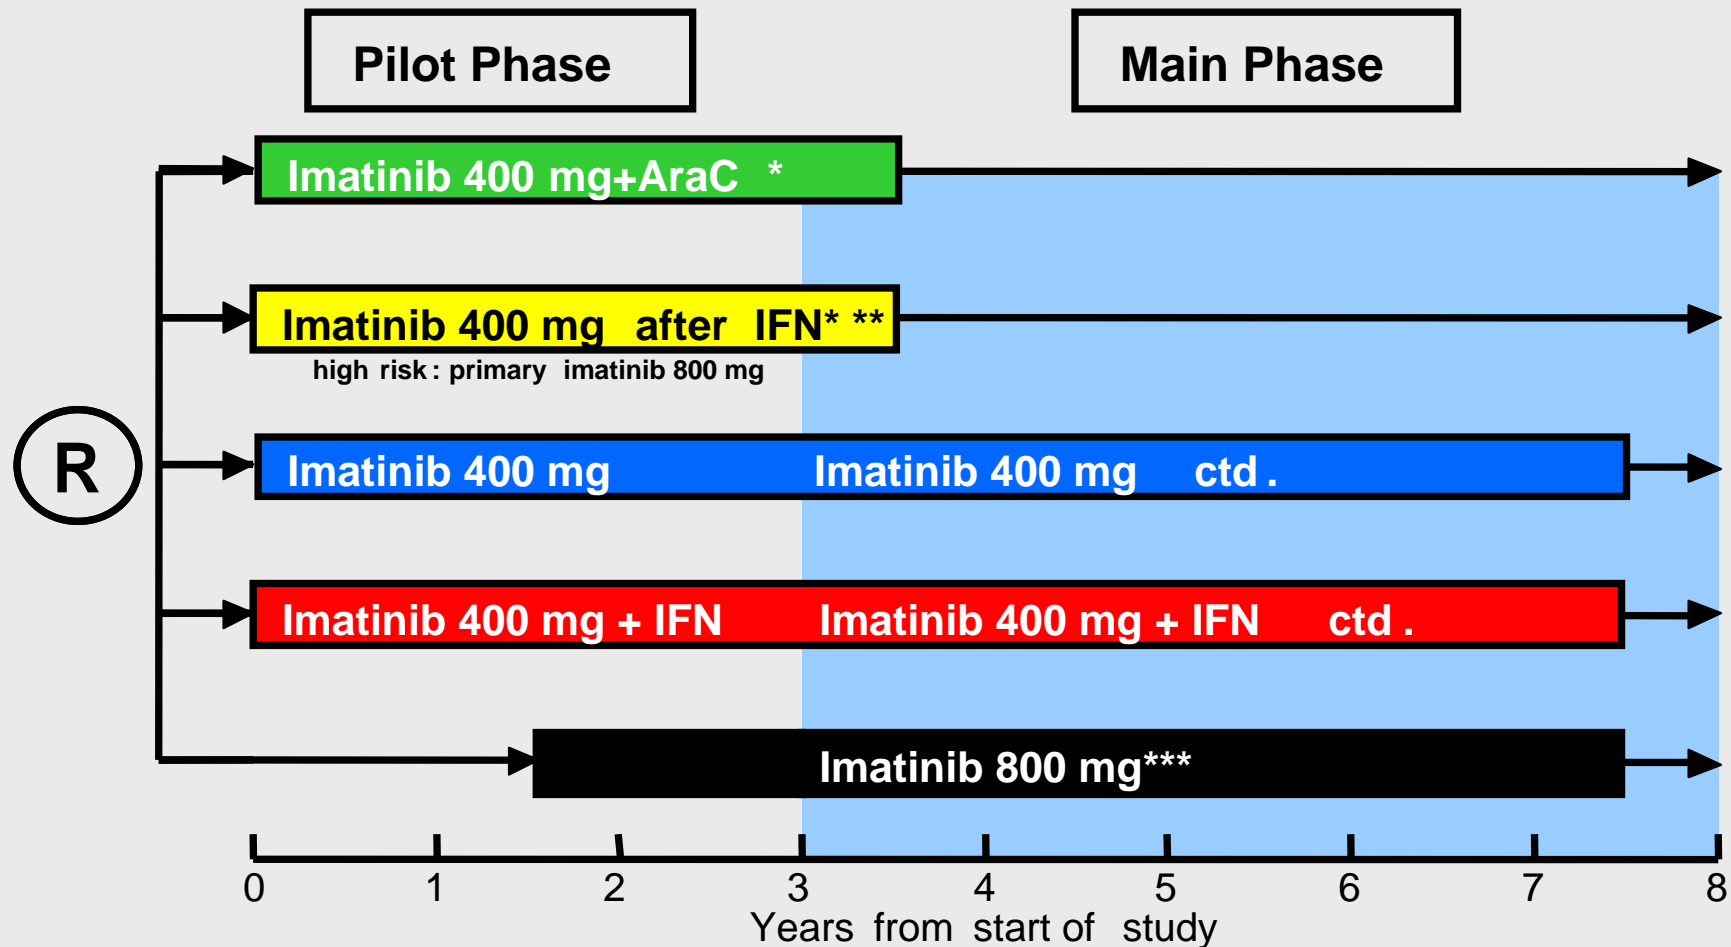 Pilot Phase
Main Phase
Imatinib 400 mg+AraC *
Imatinib 400 mg after IFN* **
high risk: primary imatinib 800 mg
R
Imatinib 400 mg Imatinib 400 mg ctd.
Imatinib 400 mg + IFN Imatinib 400 mg + IFN ctd.
Imatinib 800 mg***
0 1 2 3 4 5 6 7 8
Years from start of study